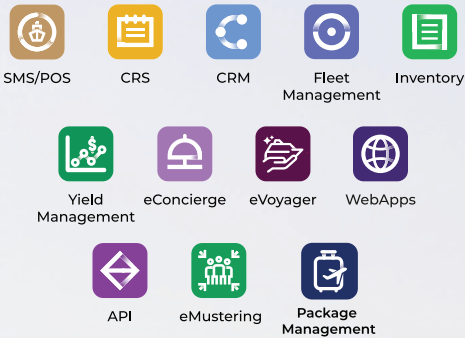 SMS/POS
CRS
CRM
Fleet
Management
Inventory
Yield
Management
eConcierge
eVoyager
WebApps
API
eMustering
Package
Management